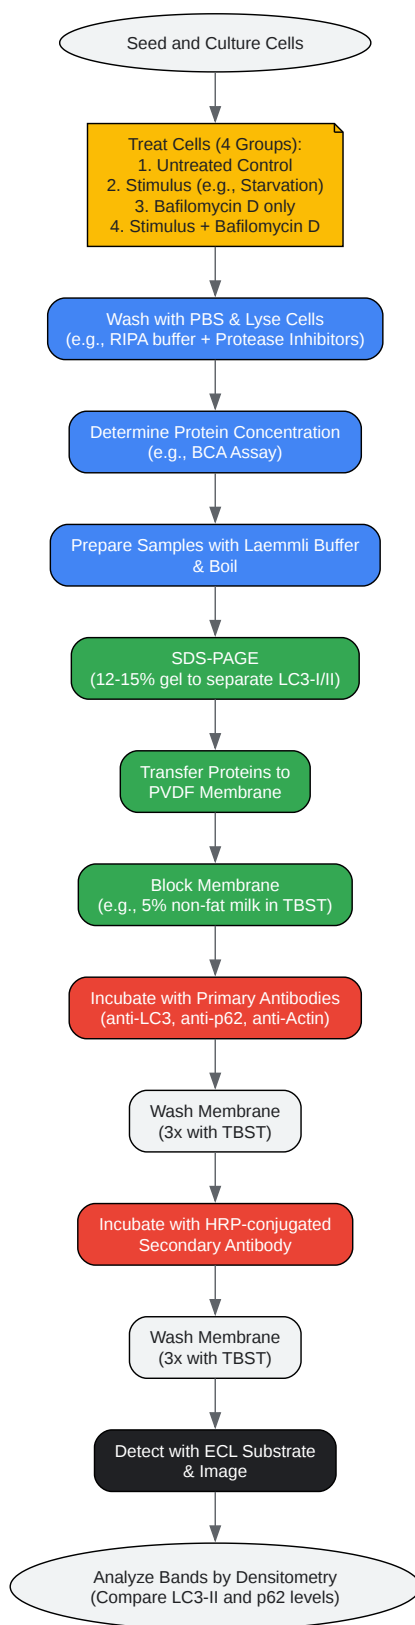 Seed and Culture Cells
Treat Cells (4 Groups):
1. Untreated Control
2. Stimulus (e.g., Starvation)
3. Bafilomycin D only
4. Stimulus + Bafilomycin D
Wash with PBS & Lyse Cells
(e.g., RIPA buffer + Protease Inhibitors)
Determine Protein Concentration
(e.g., BCA Assay)
Prepare Samples with Laemmli Buffer
& Boil
SDS-PAGE
(12-15% gel to separate LC3-I/II)
Transfer Proteins to
PVDF Membrane
Block Membrane
(e.g., 5% non-fat milk in TBST)
Incubate with Primary Antibodies
(anti-LC3, anti-p62, anti-Actin)
Wash Membrane
(3x with TBST)
Incubate with HRP-conjugated
Secondary Antibody
Wash Membrane
(3x with TBST)
Detect with ECL Substrate
& Image
Analyze Bands by Densitometry
(Compare LC3-II and p62 levels)